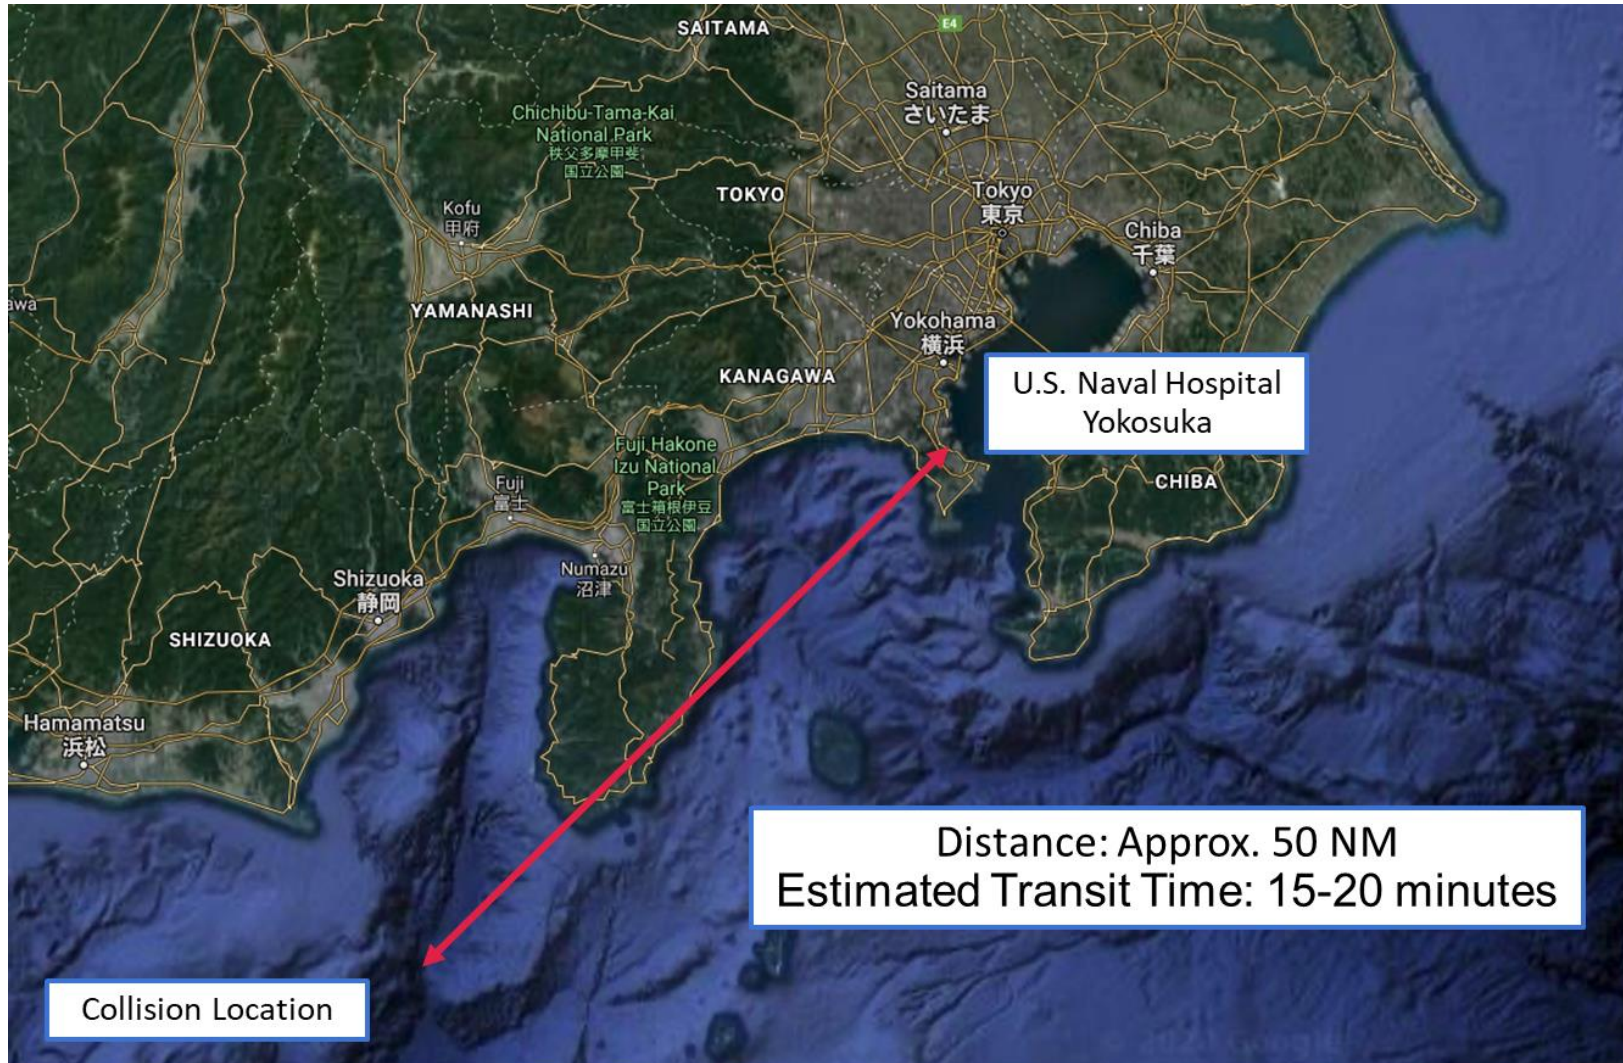 SAITAMA
E4
Saitama
さいたま
Chichibu-Tama-Kai
National Park
秩父多摩甲斐
国立公園
TOKYO
Tokyo
東京
Kofu
甲府
Chiba
千葉
awa
YAMANASHI
Yokohama
横浜
KANAGAWA
U.S. Naval Hospital
Yokosuka
Fuji Hakone
Izu National
Park
富士箱根伊豆
国立公園
Fuji
富士
CHIBA
Numazu
沼津
Shizuoka
静岡
SHIZUOKA
Hamamatsu
浜松
Distance: Approx. 50 NM
Estimated Transit Time: 15-20 minutes
Collision Location